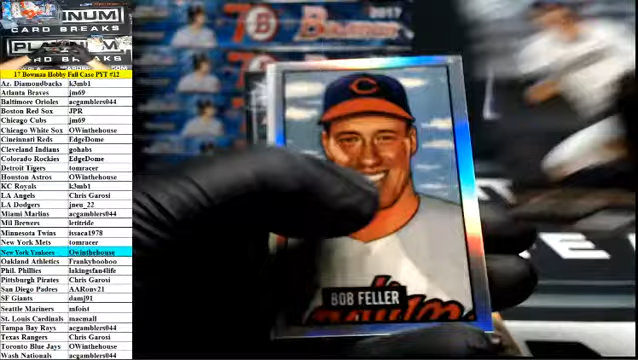 PLATINUM
CARD BREAKS
PLATINUM
17 Bowman Hobby Full Case PYT #12
Az. Diamondbacks k3mb1
Atlanta Braves jm69
Baltimore Orioles acgamblers044
Boston Red Sox JPR
Chicago Cubs jm69
Chicago White Sox OWinthehouse
Cincinnati Reds EdgeDome
Cleveland Indians gohabs
Colorado Rockies EdgeDome
Detroit Tigers tomracer
Houston Astros OWinthehouse
KC Royals k3mb1
LA Angels Chris Garosi
LA Dodgers jneu_22
Miami Marlins acgamblers044
Mil Brewers letitride
Minnesota Twins issaca1978
New York Mets tomracer
New York Yankees Owinthehouse
Oakland Athletics Frankybooboo
Phil. Phillies lakingsfan4life
Pittsburgh Pirates Chris Garosi
San Diego Padres AARony21
SF Giants damj91
Seattle Mariners mfoist
St. Louis Cardinals macmall
Tampa Bay Rays acgamblers044
Texas Rangers Chris Garosi
Toronto Blue Jays OWinthehouse
Wash Nationals acgamblers044
2017
Bowman
C
BOB FELLER